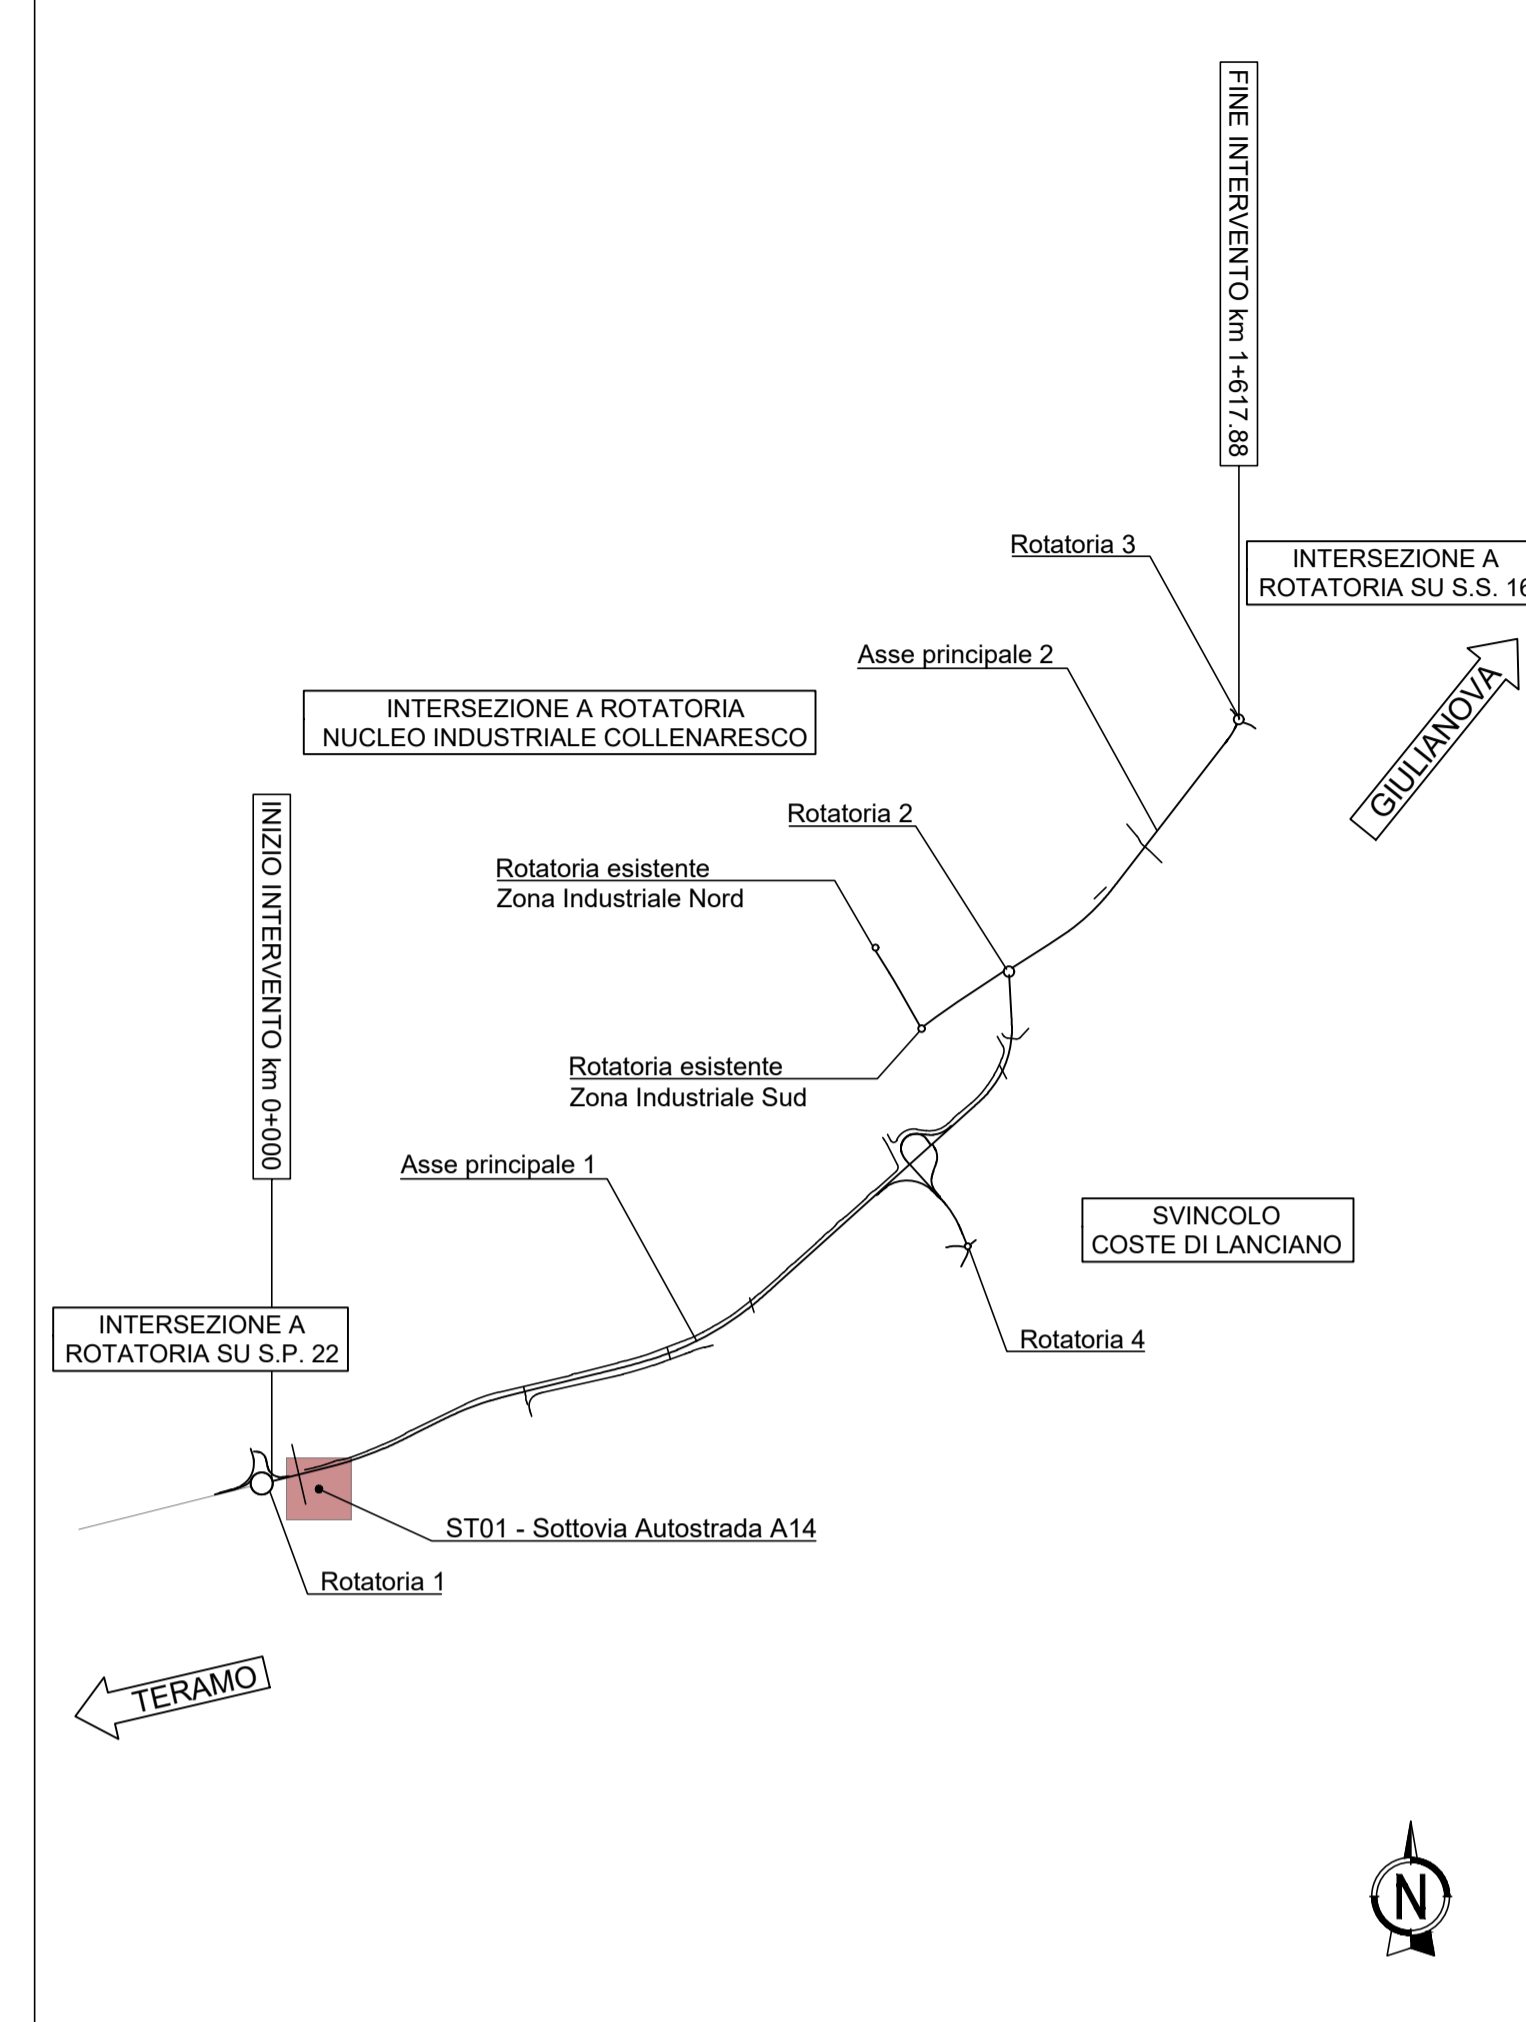 FINE INTERVENTO km 1+617.88
Rotatoria 3
INTERSEZIONE A
ROTATORIA SU S.S. 16
Asse principale 2
GIULIANOVA
INTERSEZIONE A ROTATORIA
NUCLEO INDUSTRIALE COLLENARESCO
INIZIO INTERVENTO km 0+000
Rotatoria 2
Rotatoria esistente
Zona Industriale Nord
Rotatoria esistente
Zona Industriale Sud
Asse principale 1
SVINCOLO
COSTE DI LANCIANO
INTERSEZIONE A
ROTATORIA SU S.P. 22
Rotatoria 4
ST01 - Sottovia Autostrada A14
Rotatoria 1
TERAMO
N